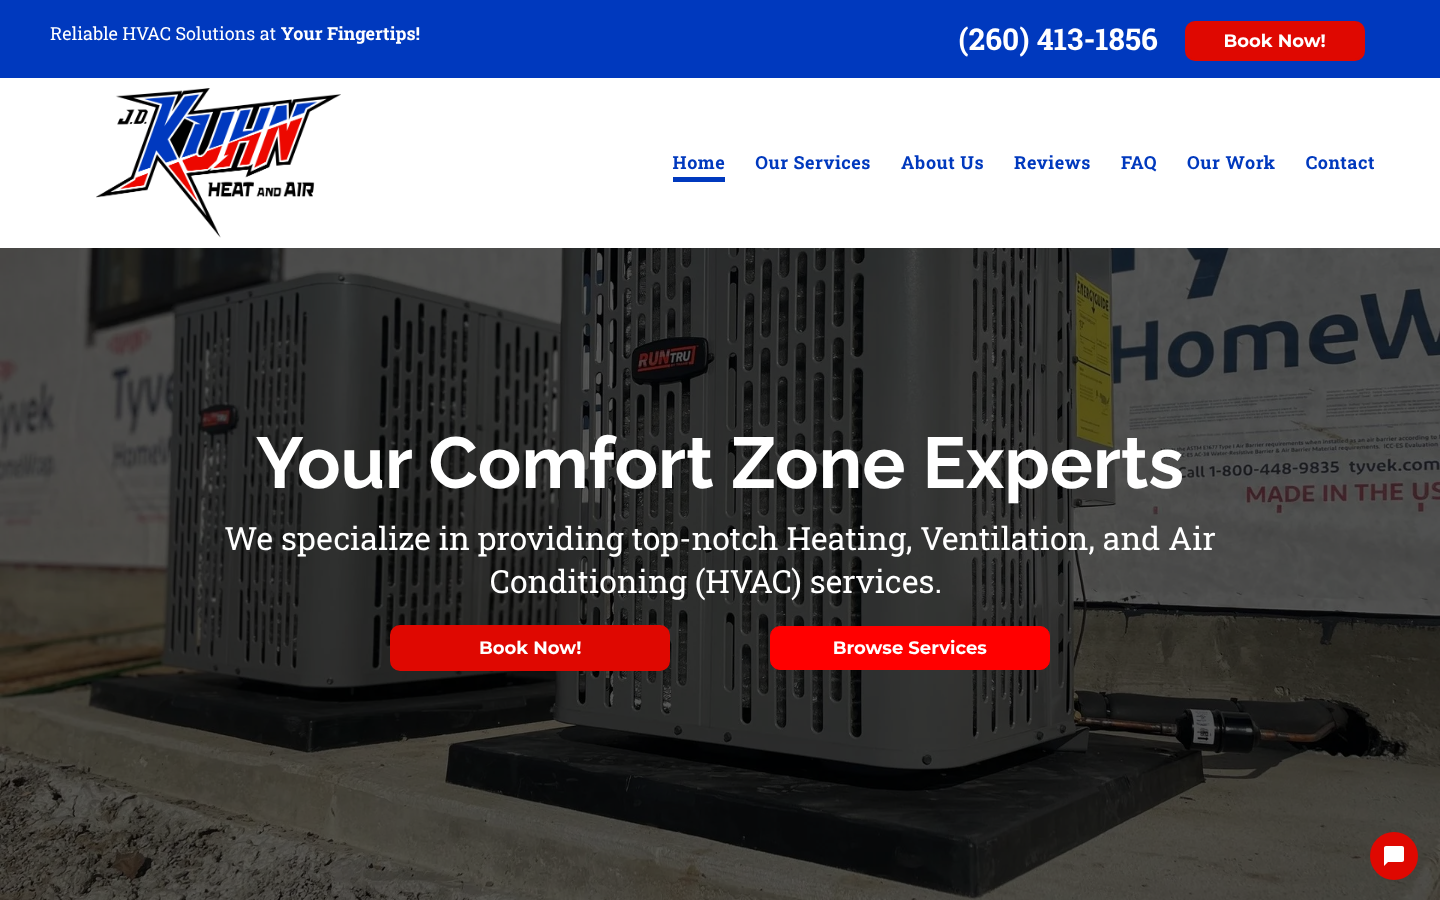 Reliable HVAC Solutions at Your Fingertips!
(260) 413-1856
Book Now!
J.D.
KUHN
HEAT AND AIR
Home
Our Services
About Us
Reviews
FAQ
Our Work
Contact
ENERGUIDE
HomeW
RUNTRU
Tyvek
Tyve
HomeWrap
Call 1-800-448-9835 tyvek.com
MADE IN THE US
Your Comfort Zone Experts
We specialize in providing top-notch Heating, Ventilation, and Air
Conditioning (HVAC) services.
Book Now!
Browse Services